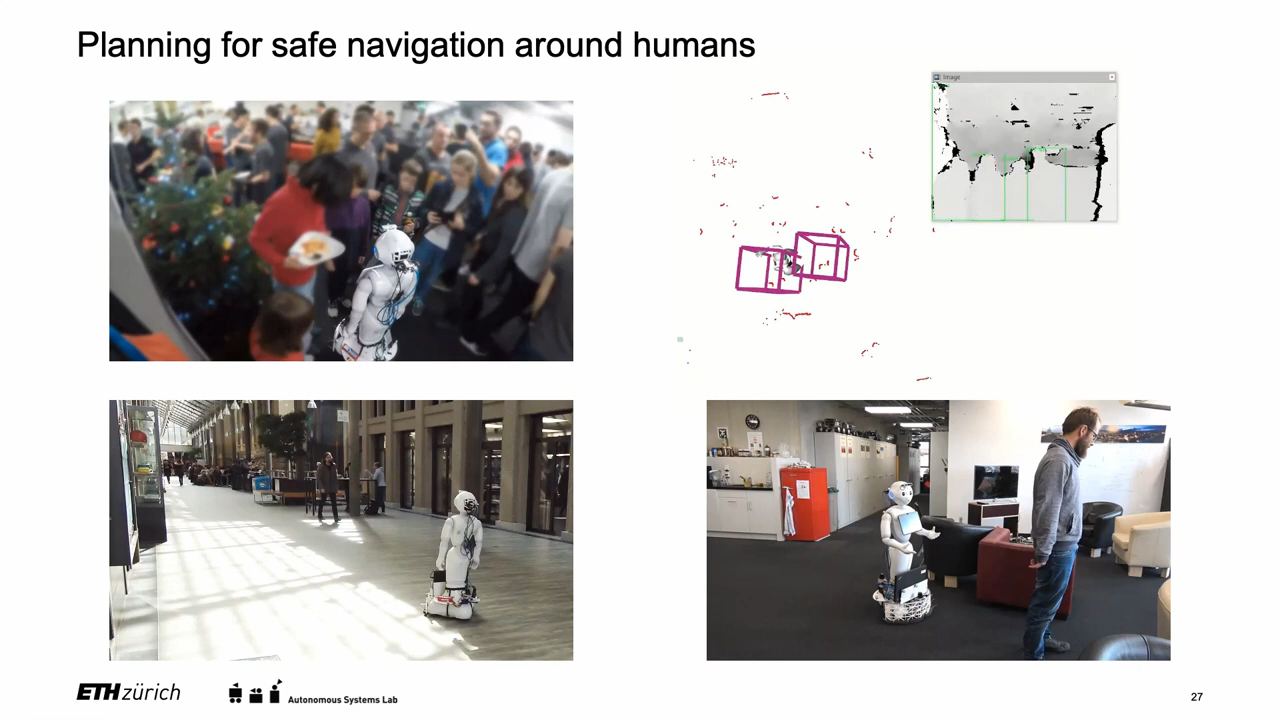 Planning for safe navigation around humans
Image
ETH zürich
Autonomous Systems Lab
27